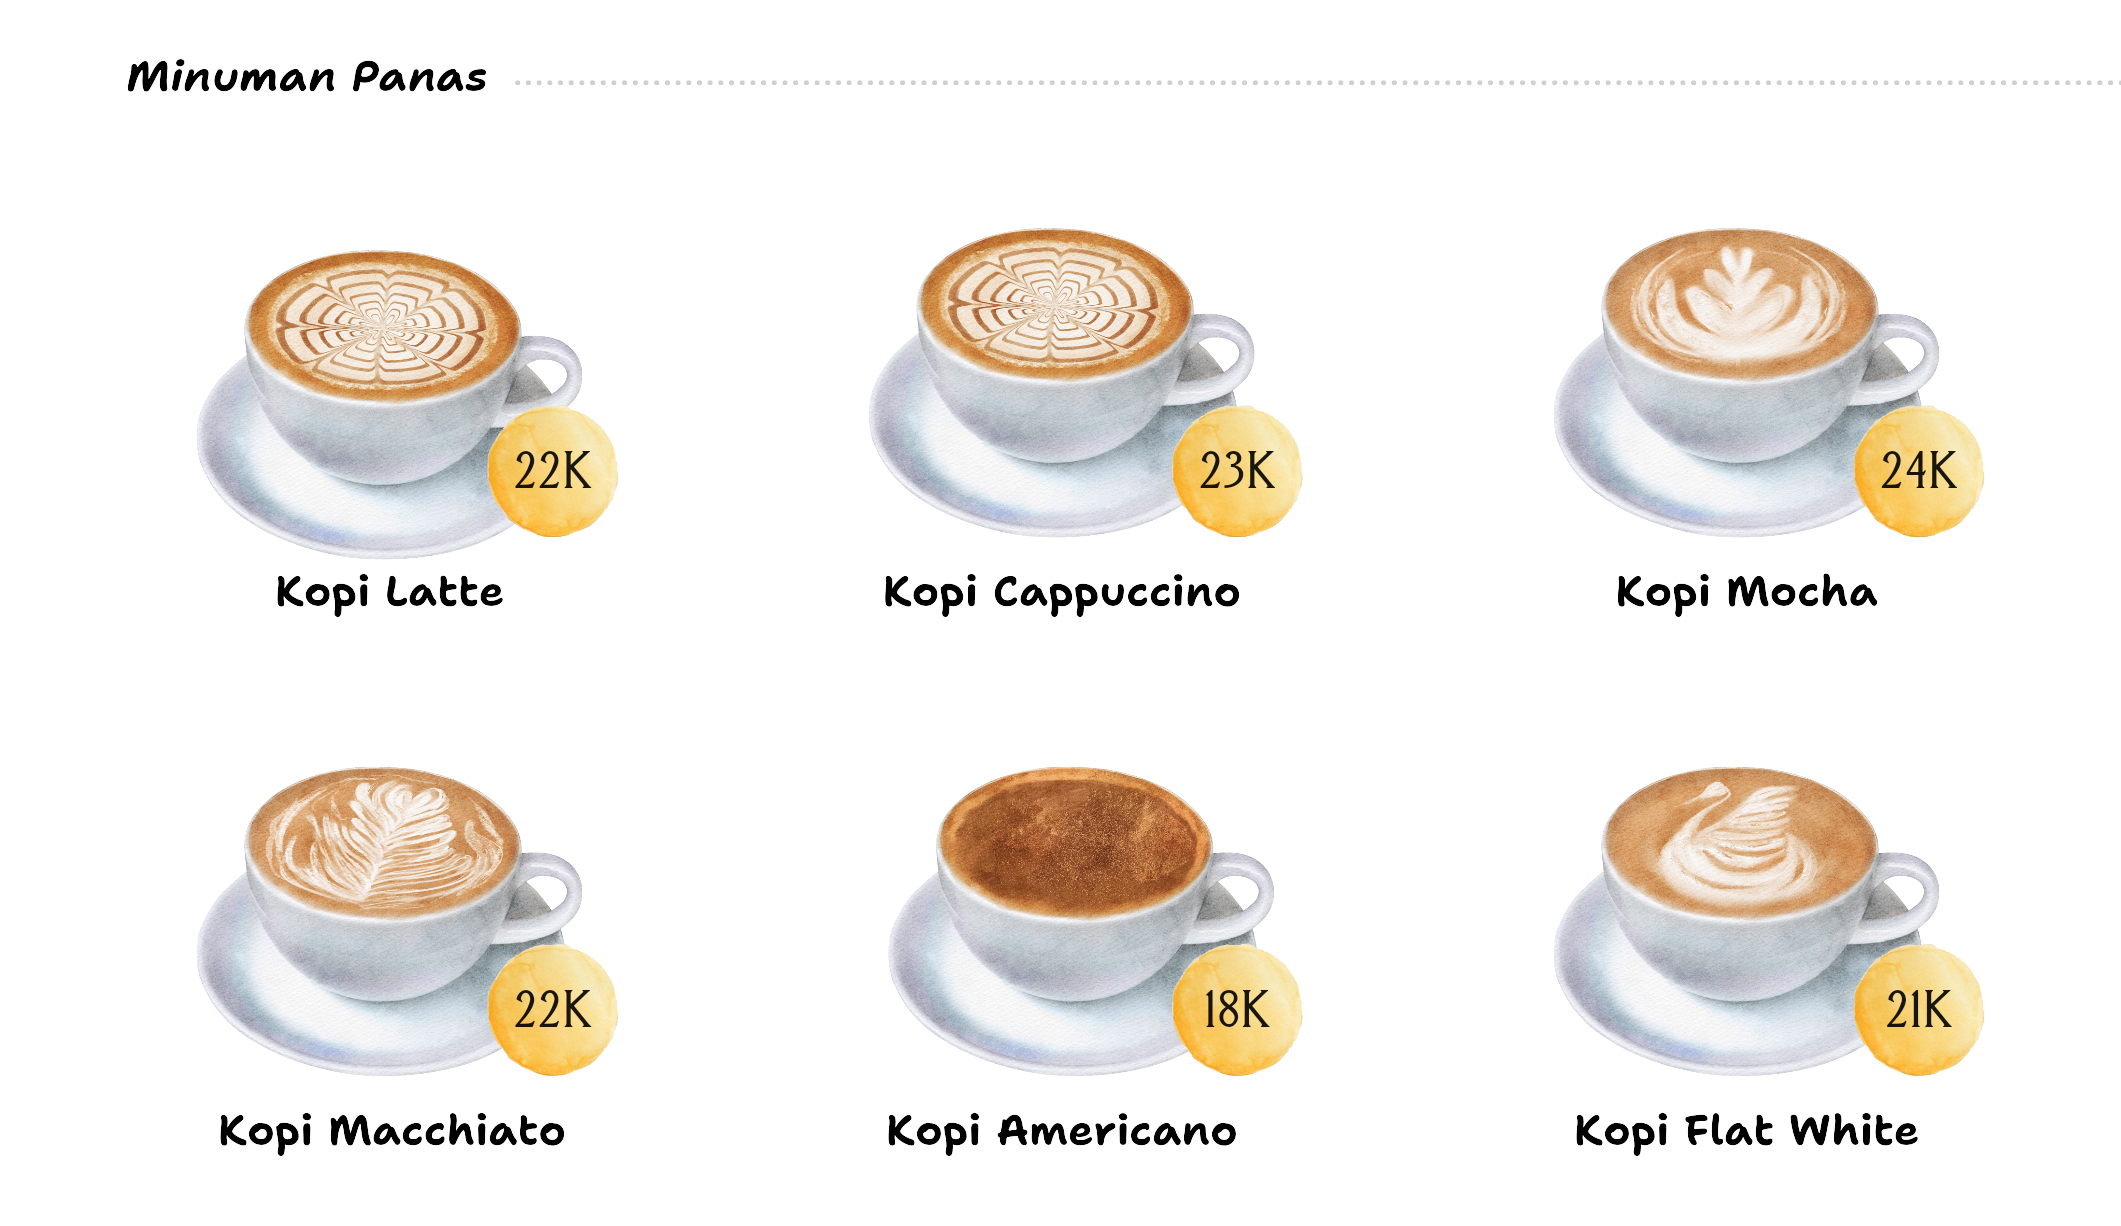 Minuman Panas
22K
23K
24K
Kopi Latte
Kopi Cappuccino
Kopi Mocha
22K
18K
21K
Kopi Macchiato
Kopi Americano
Kopi Flat White